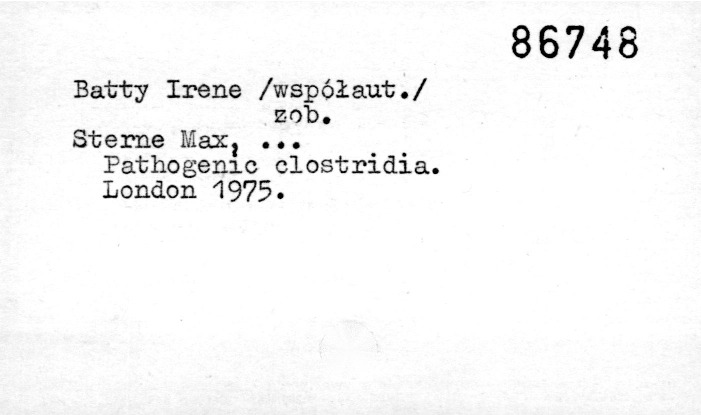 86748
Batty Irene /współaut./
zob.
Sterne Max, ...
Pathogenic clostridia.
London 1975.